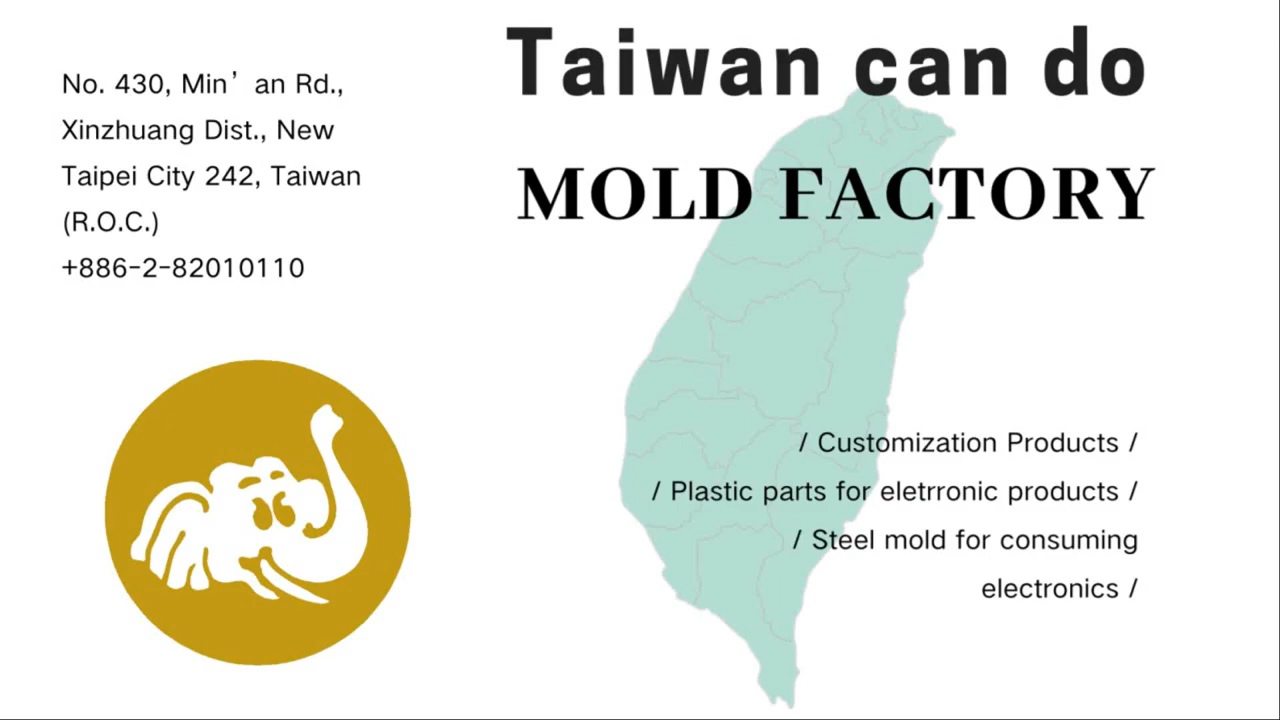 No. 430, Min’an Rd.,
Xinzhuang Dist., New
Taipei City 242, Taiwan
(R.O.C.)
+886-2-82010110
Taiwan can do
MOLD FACTORY
/ Customization Products /
/ Plastic parts for eletrronic products /
/ Steel mold for consuming
electronics /